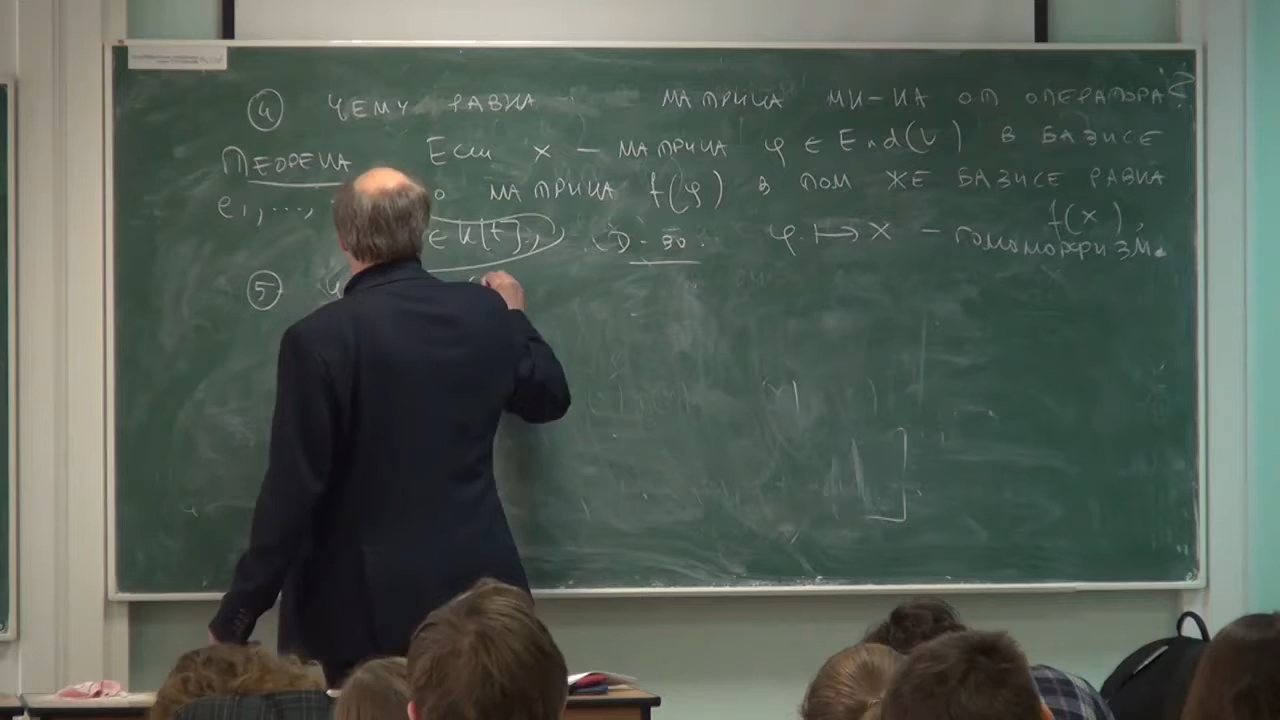 ④ ЧЕМУ РАВНА МАТРИЦА МН-НА ОТ ОПЕРАТОРА?
ТЕОРЕМА Если x — МАТРИЦА φ ∈ End(V) В БАЗИСЕ
e₁, ..., О МАТРИЦА f(φ) В ТОМ ЖЕ БАЗИСЕ РАВНА f(x),
∈ K[t], Д-ВО: φ ↦ x — ГОМОМОРФИЗМ.
⑤